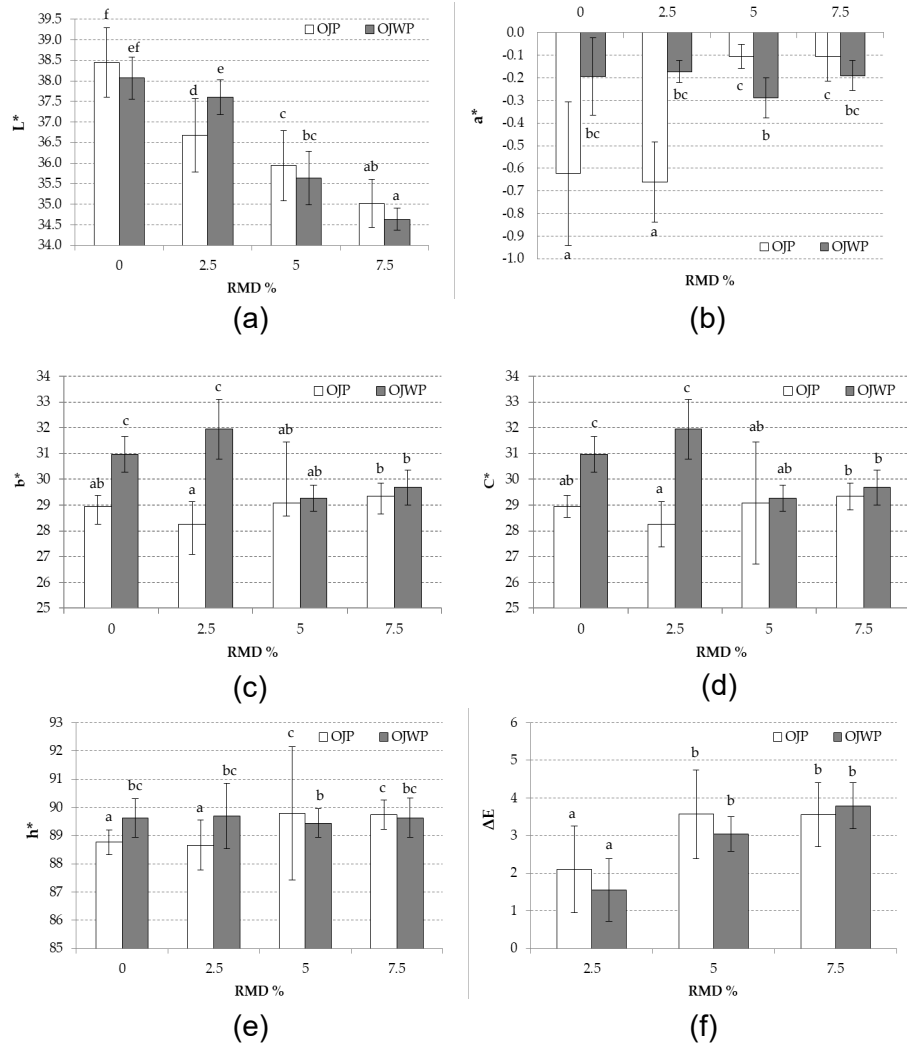 39.5
39.0
38.5
38.0
37.5
37.0
36.5
36.0
35.5
35.0
34.5
34.0
L*
f
ef
d
e
c
bc
ab
a
OJP
OJWP
0
2.5
5
7.5
RMD %
(a)
0
2.5
5
7.5
0.0
-0.1
-0.2
-0.3
-0.4
-0.5
-0.6
-0.7
-0.8
-0.9
-1.0
a*
a
bc
a
bc
c
b
c
bc
OJP
OJWP
RMD %
(b)
34
33
32
31
30
29
28
27
26
25
b*
ab
c
a
c
ab
ab
b
b
OJP
OJWP
0
2.5
5
7.5
RMD %
(c)
34
33
32
31
30
29
28
27
26
25
C*
ab
c
a
c
ab
ab
b
b
OJP
OJWP
0
2.5
5
7.5
RMD %
(d)
93
92
91
90
89
88
87
86
85
h*
a
bc
a
bc
c
b
c
bc
OJP
OJWP
0
2.5
5
7.5
RMD %
(e)
6
5
4
3
2
1
0
ΔE
a
a
b
b
b
b
OJP
OJWP
2.5
5
7.5
RMD %
(f)